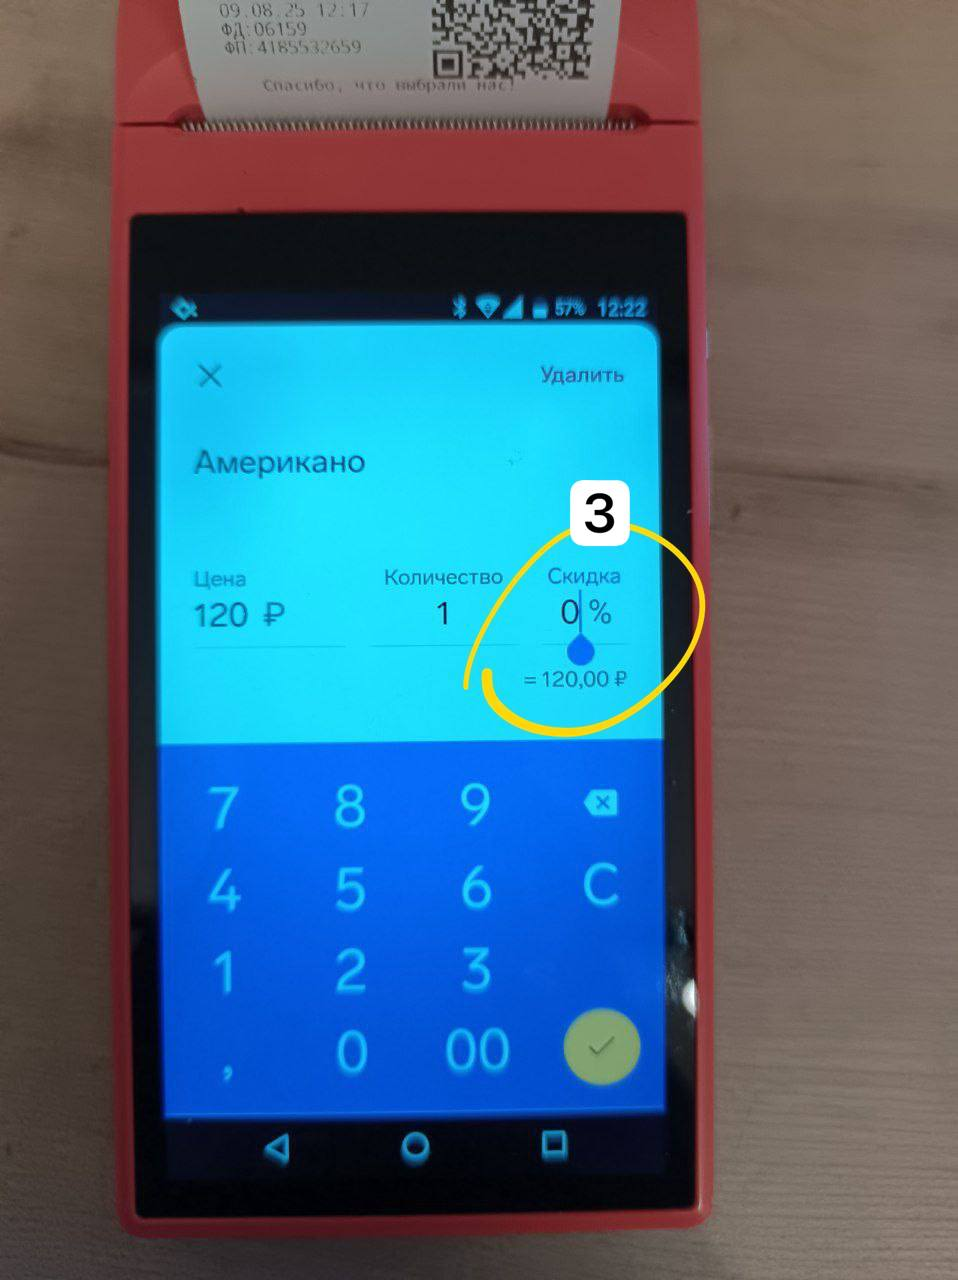 09.08.25 12:17
ФД:06159
ФП:4185532659
Спасибо, что выбрали нас!
57% 12:22
Удалить
Американо
3
Цена Количество Скидка
120 ₽ 1 0 %
= 120,00 ₽
7 8 9
4 5 6 C
1 2 3
, 0 00